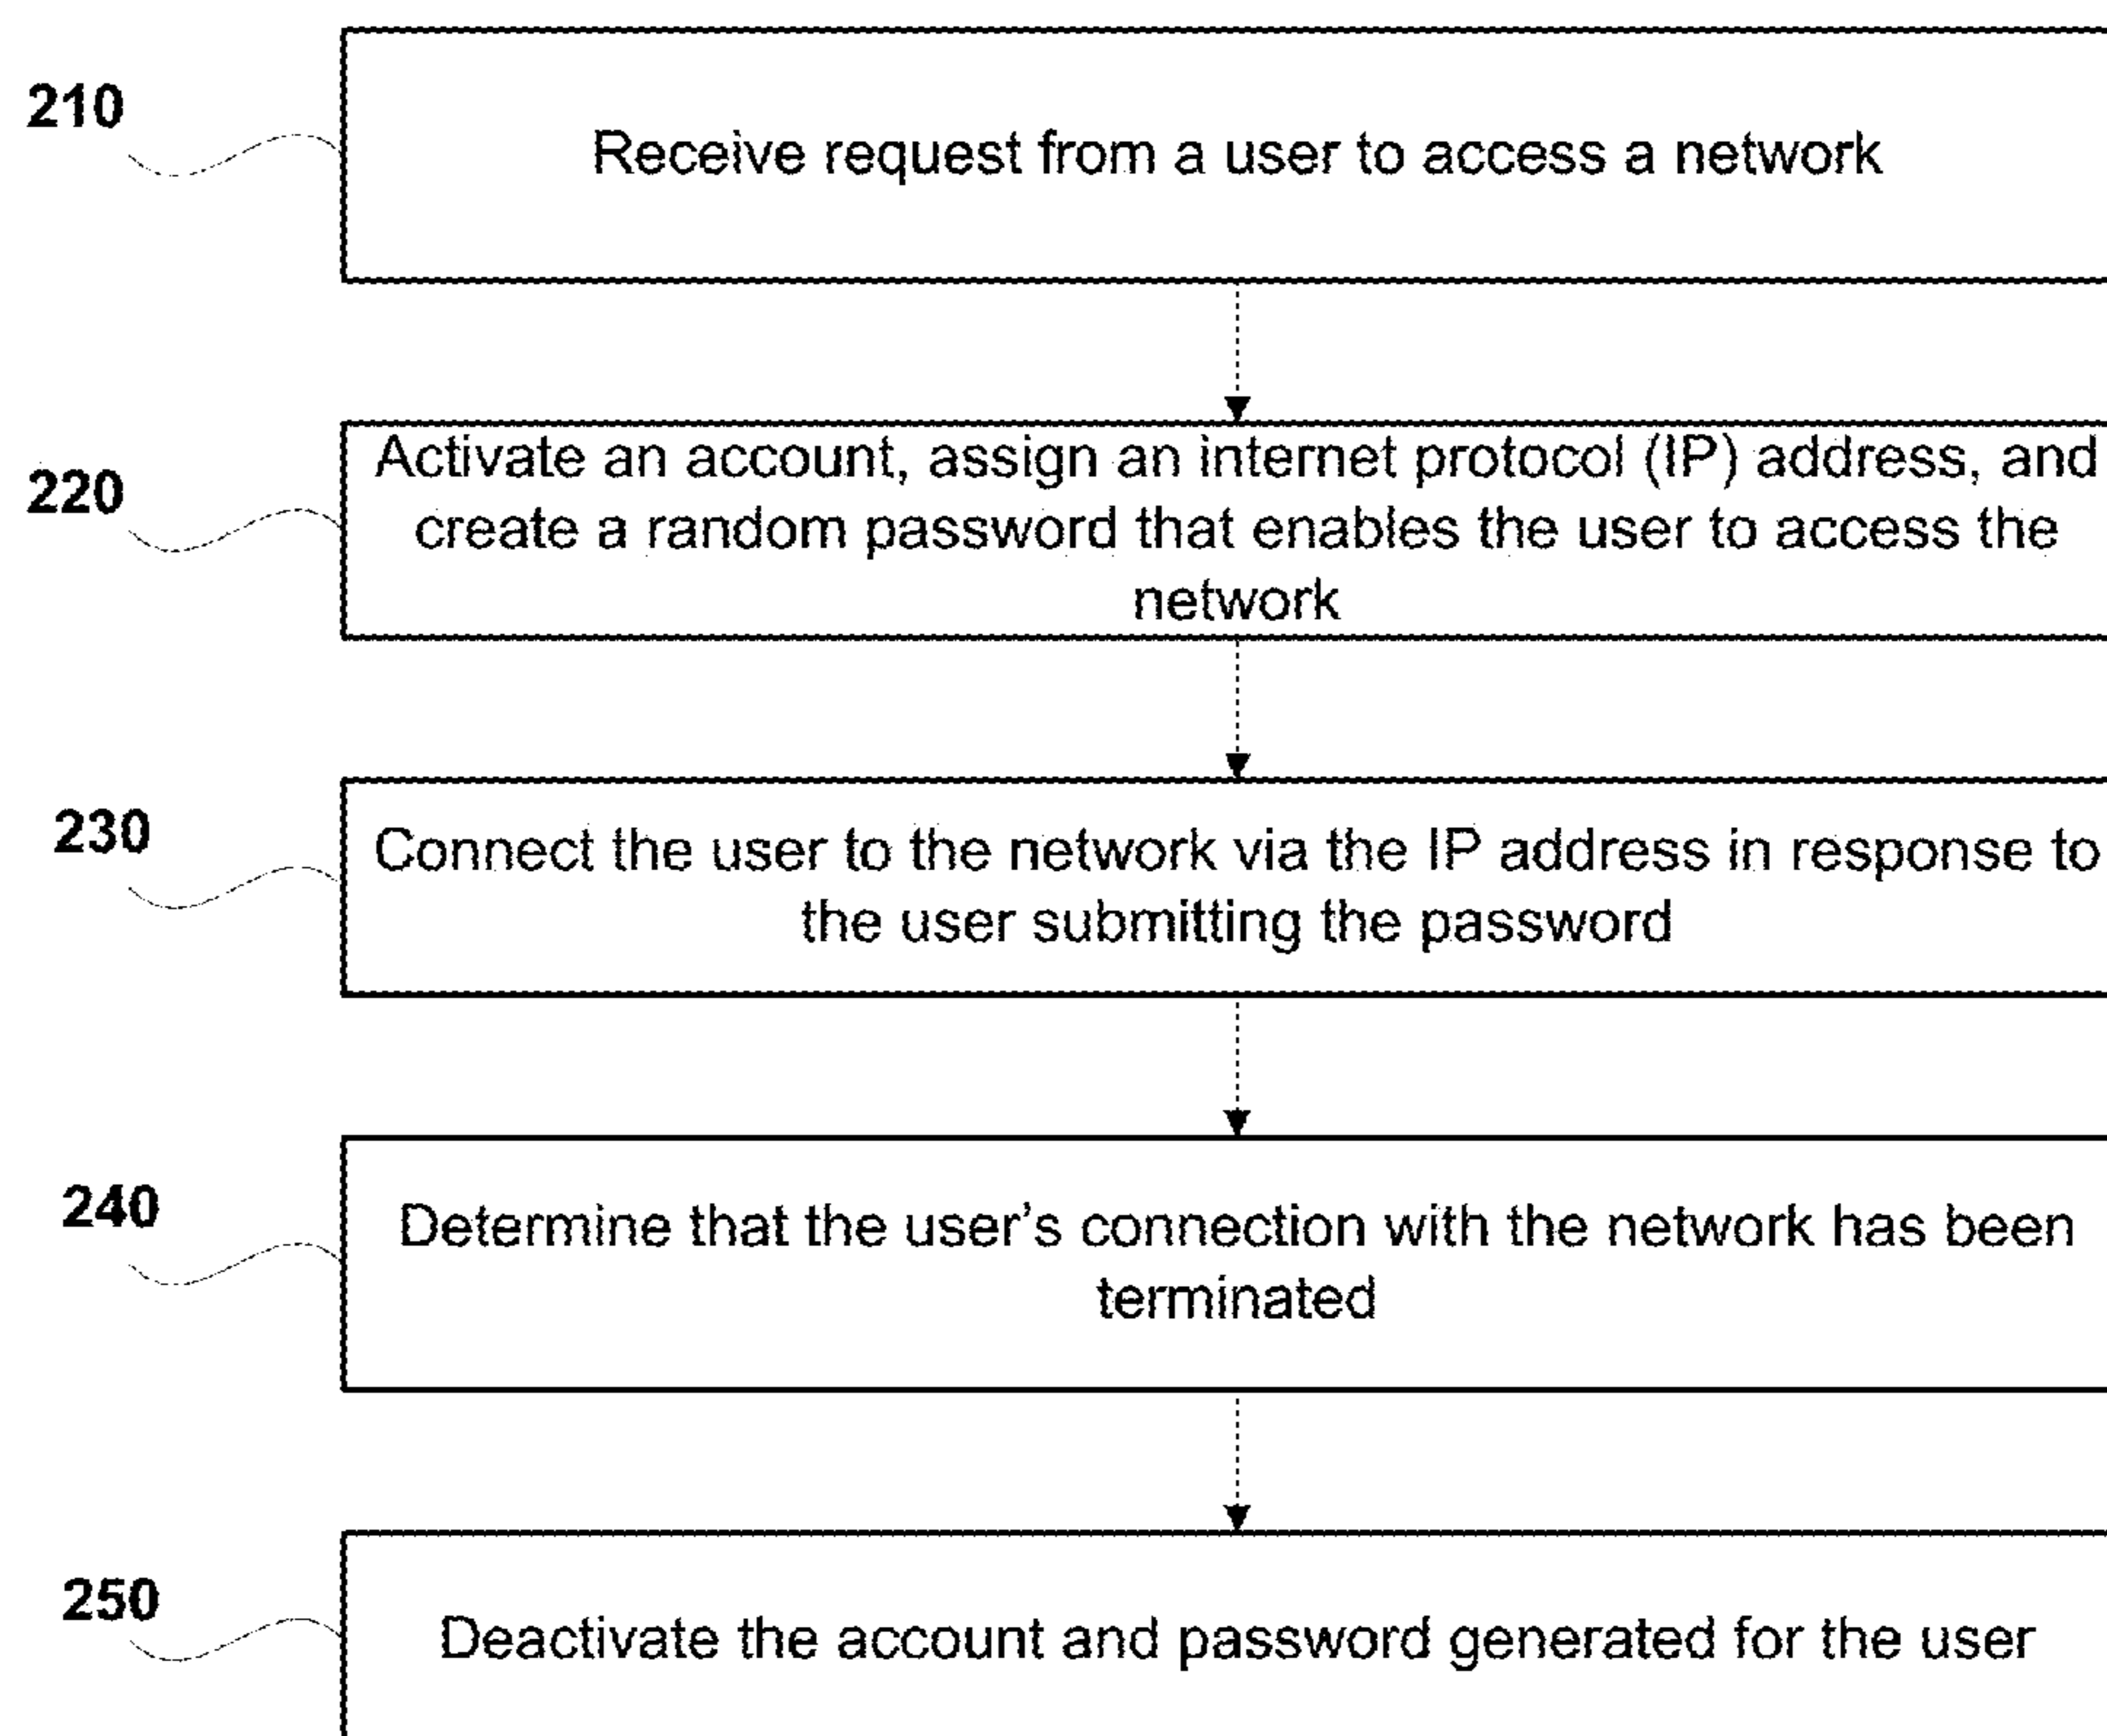 210
Receive request from a user to access a network
220
Activate an account, assign an internet protocol (IP) address, and
create a random password that enables the user to access the
network
230
Connect the user to the network via the IP address in response to
the user submitting the password
240
Determine that the user's connection with the network has been
terminated
250
Deactivate the account and password generated for the user